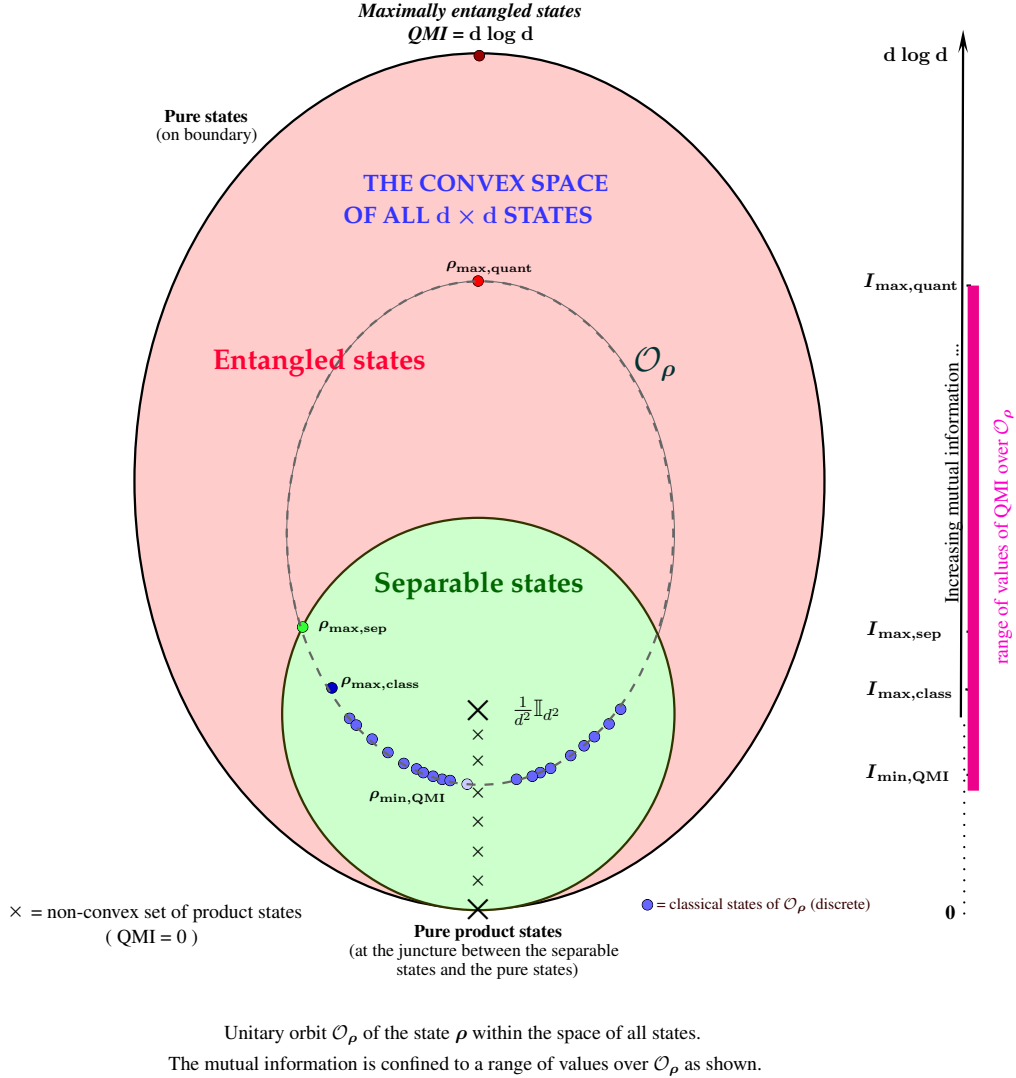 Maximally entangled states
QMI = d log d
d log d
Pure states
(on boundary)
THE CONVEX SPACE
OF ALL d × d STATES
ρmax,quant
Imax,quant
Entangled states
𝒪ρ
Increasing mutual information ...
range of values of QMI over 𝒪ρ
Separable states
ρmax,sep
Imax,sep
ρmax,class
Imax,class
1/d² 𝕀d²
ρmin,QMI
Imin,QMI
× = non-convex set of product states
( QMI = 0 )
= classical states of 𝒪ρ (discrete)
0
Pure product states
(at the juncture between the separable
states and the pure states)
Unitary orbit 𝒪ρ of the state ρ within the space of all states.
The mutual information is confined to a range of values over 𝒪ρ as shown.